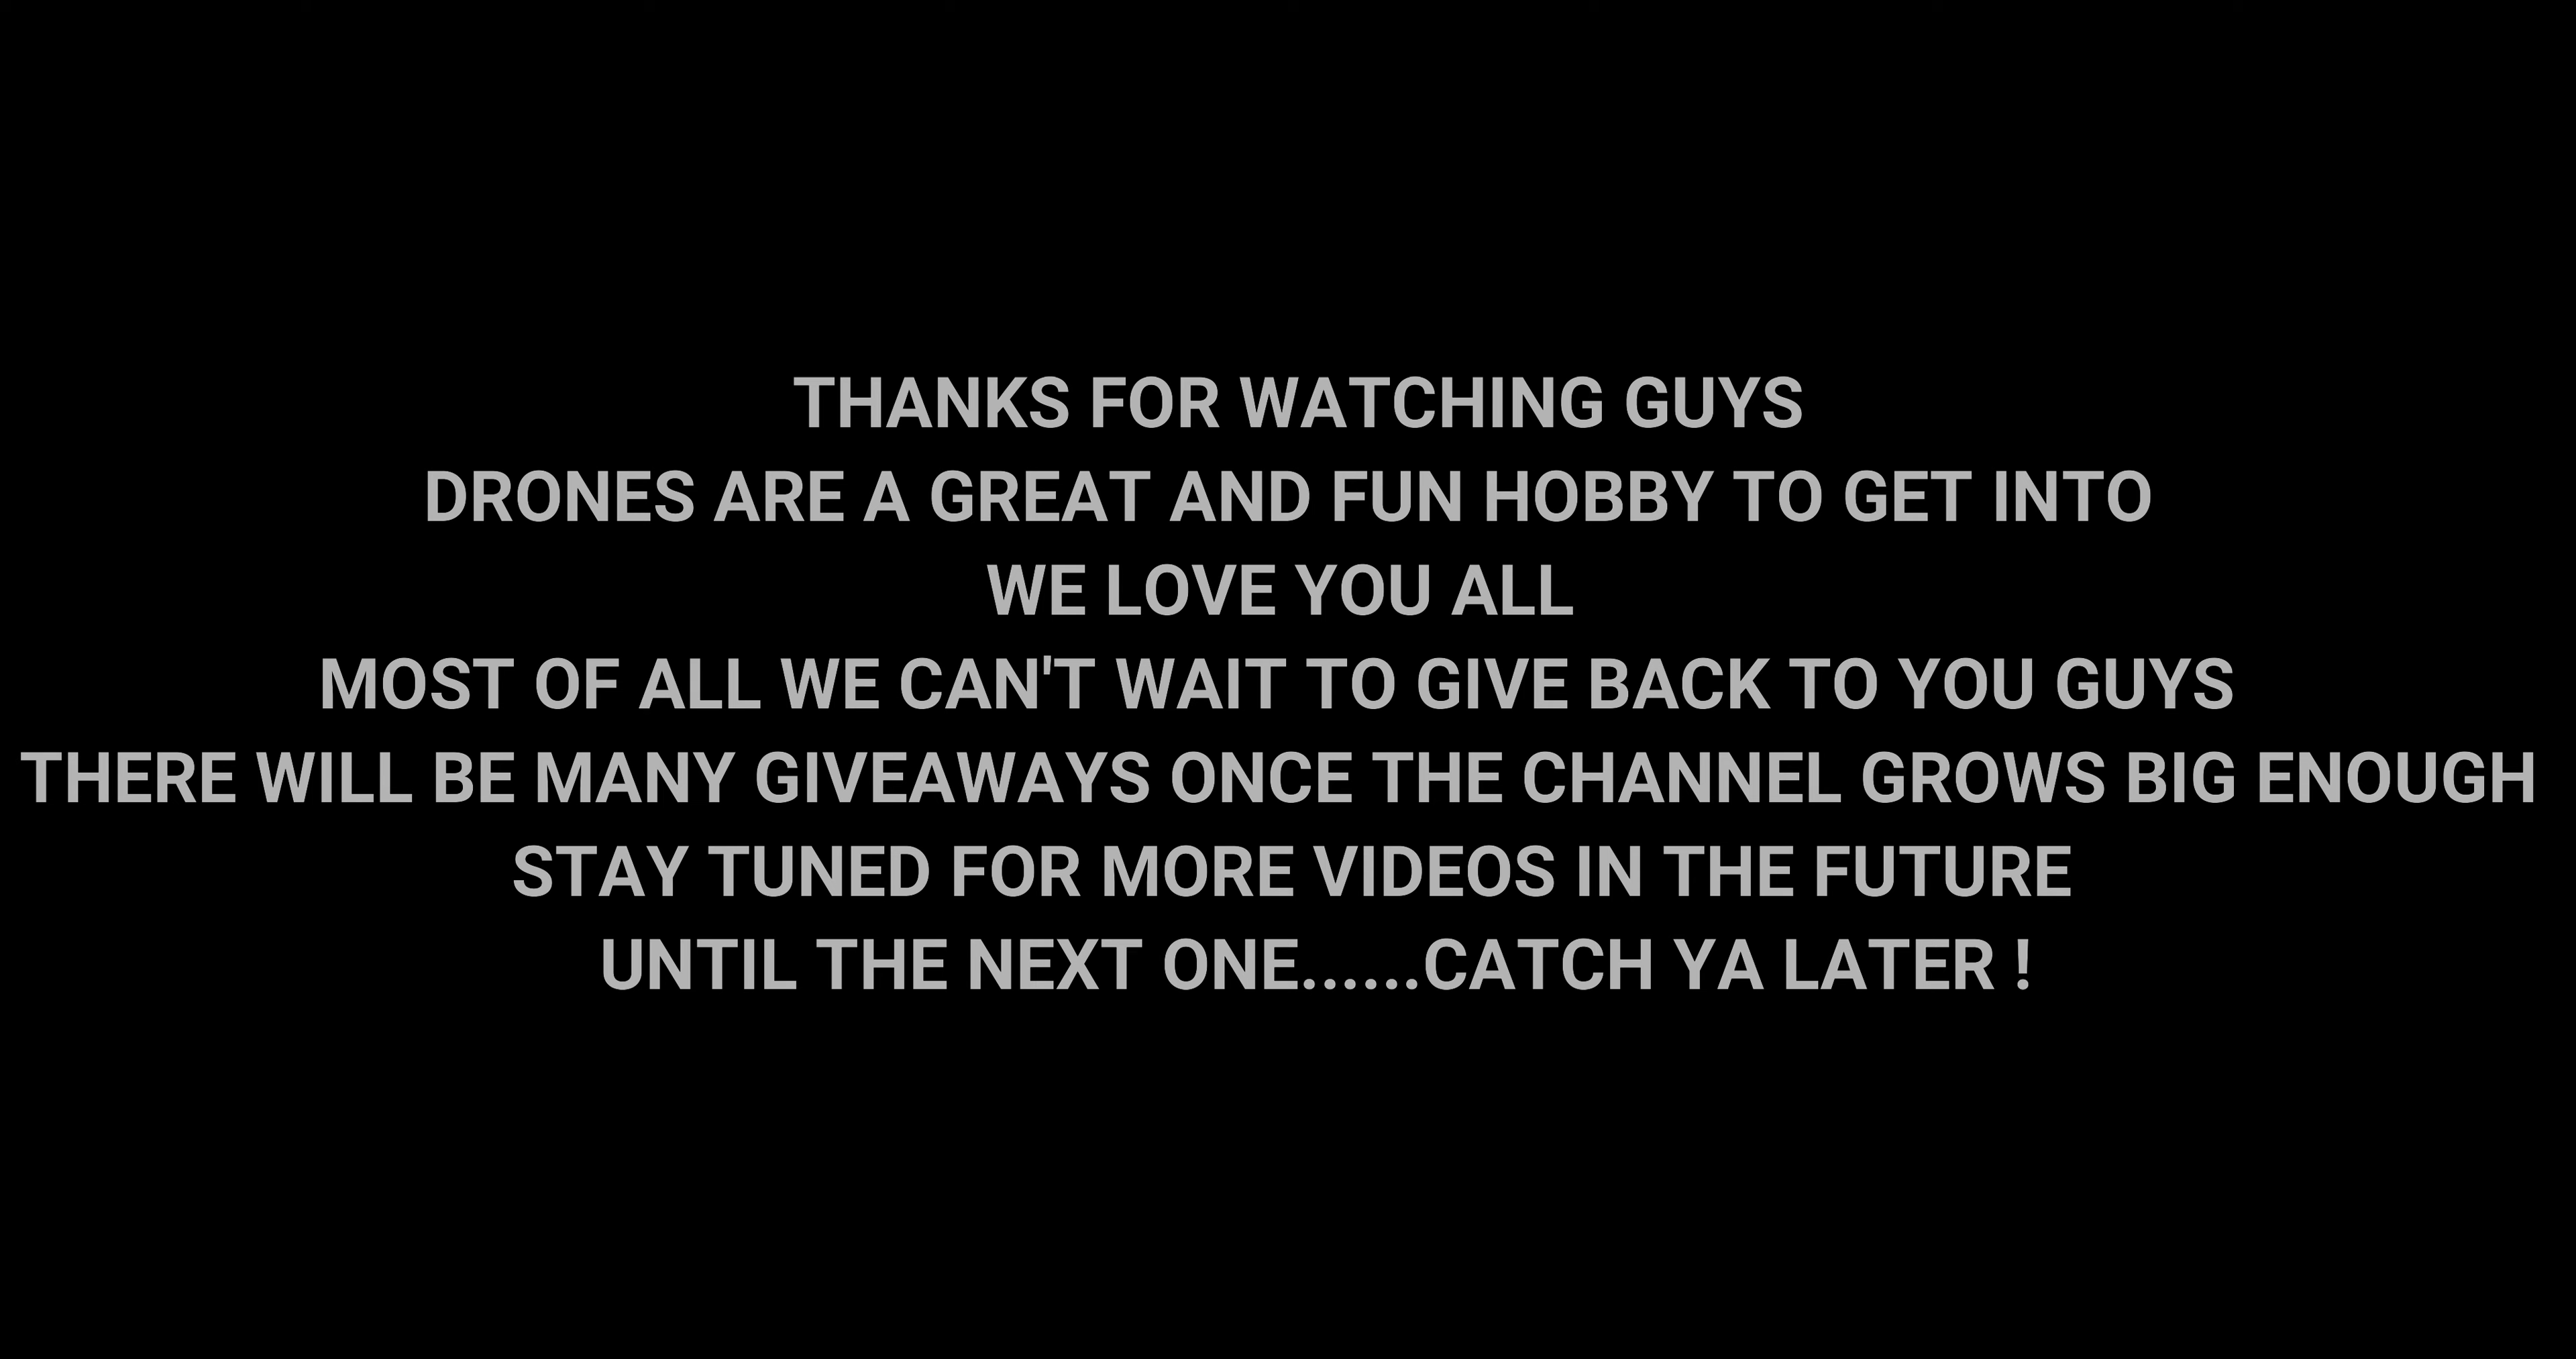 THANKS FOR WATCHING GUYS
DRONES ARE A GREAT AND FUN HOBBY TO GET INTO
WE LOVE YOU ALL
MOST OF ALL WE CAN'T WAIT TO GIVE BACK TO YOU GUYS
THERE WILL BE MANY GIVEAWAYS ONCE THE CHANNEL GROWS BIG ENOUGH
STAY TUNED FOR MORE VIDEOS IN THE FUTURE
UNTIL THE NEXT ONE......CATCH YA LATER !